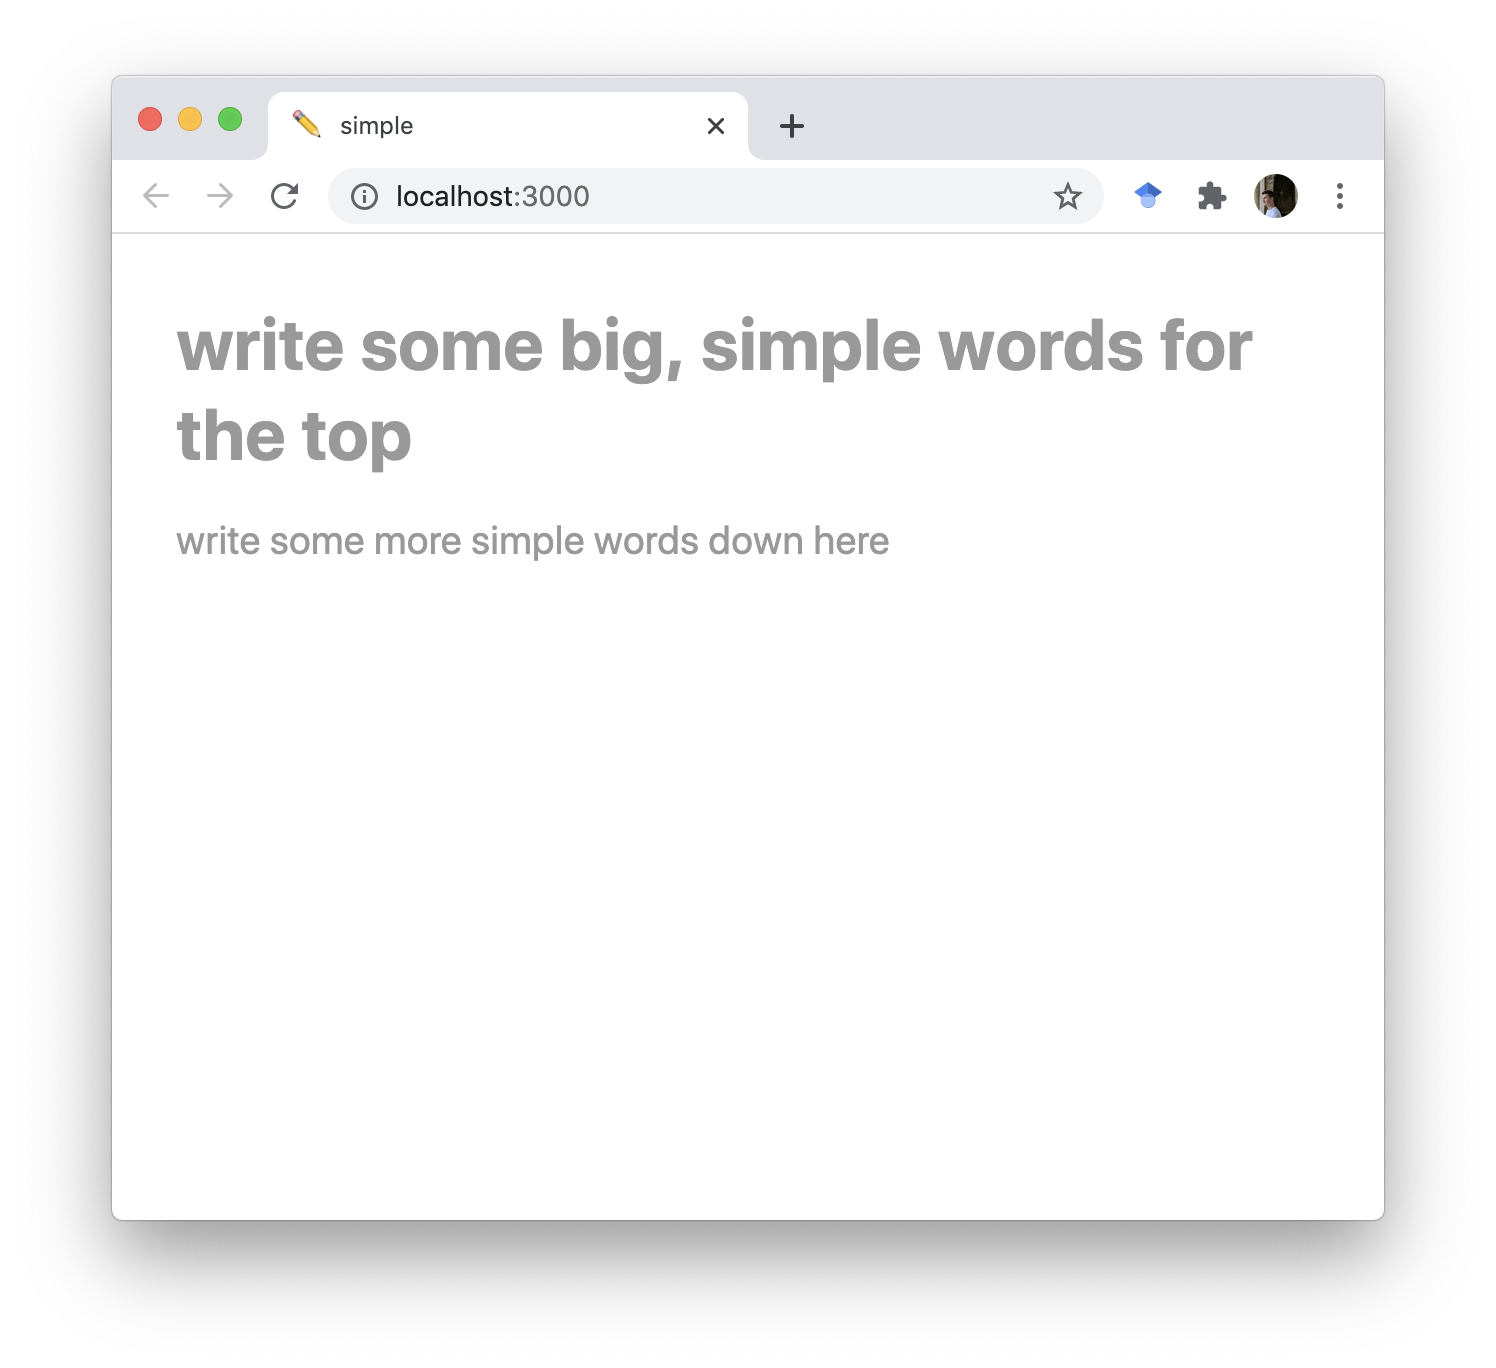 simple
localhost:3000
write some big, simple words for
the top
write some more simple words down here